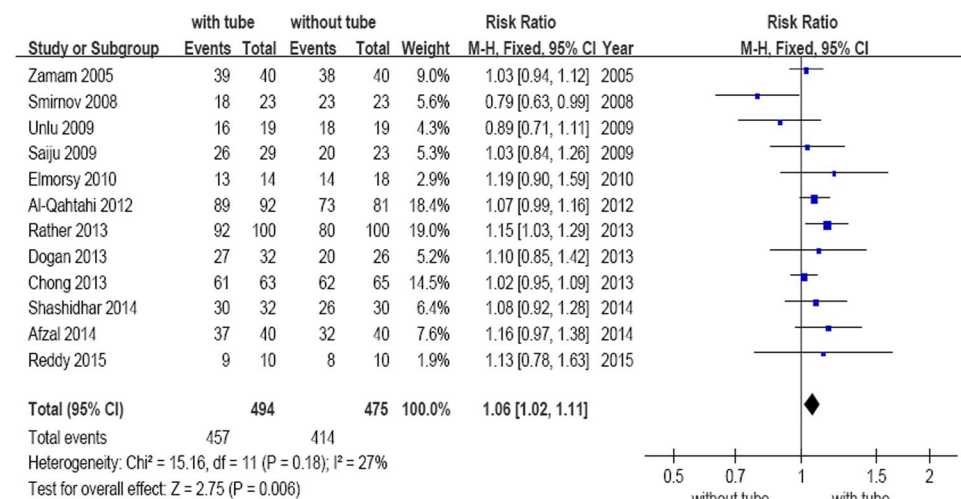 with tube without tube Risk Ratio Risk Ratio
Study or Subgroup Events Total Events Total Weight M-H, Fixed, 95% CI Year M-H, Fixed, 95% CI
Zamam 2005 39 40 38 40 9.0% 1.03 [0.94, 1.12] 2005
Smirnov 2008 18 23 23 23 5.6% 0.79 [0.63, 0.99] 2008
Unlu 2009 16 19 18 19 4.3% 0.89 [0.71, 1.11] 2009
Saiju 2009 26 29 20 23 5.3% 1.03 [0.84, 1.26] 2009
Elmorsy 2010 13 14 14 18 2.9% 1.19 [0.90, 1.59] 2010
Al-Qahtahi 2012 89 92 73 81 18.4% 1.07 [0.99, 1.16] 2012
Rather 2013 92 100 80 100 19.0% 1.15 [1.03, 1.29] 2013
Dogan 2013 27 32 20 26 5.2% 1.10 [0.85, 1.42] 2013
Chong 2013 61 63 62 65 14.5% 1.02 [0.95, 1.09] 2013
Shashidhar 2014 30 32 26 30 6.4% 1.08 [0.92, 1.28] 2014
Afzal 2014 37 40 32 40 7.6% 1.16 [0.97, 1.38] 2014
Reddy 2015 9 10 8 10 1.9% 1.13 [0.78, 1.63] 2015
Total (95% CI) 494 475 100.0% 1.06 [1.02, 1.11]
Total events 457 414
Heterogeneity: Chi² = 15.16, df = 11 (P = 0.18); I² = 27%
Test for overall effect: Z = 2.75 (P = 0.006)
0.5 0.7 1 1.5 2
without tube with tube